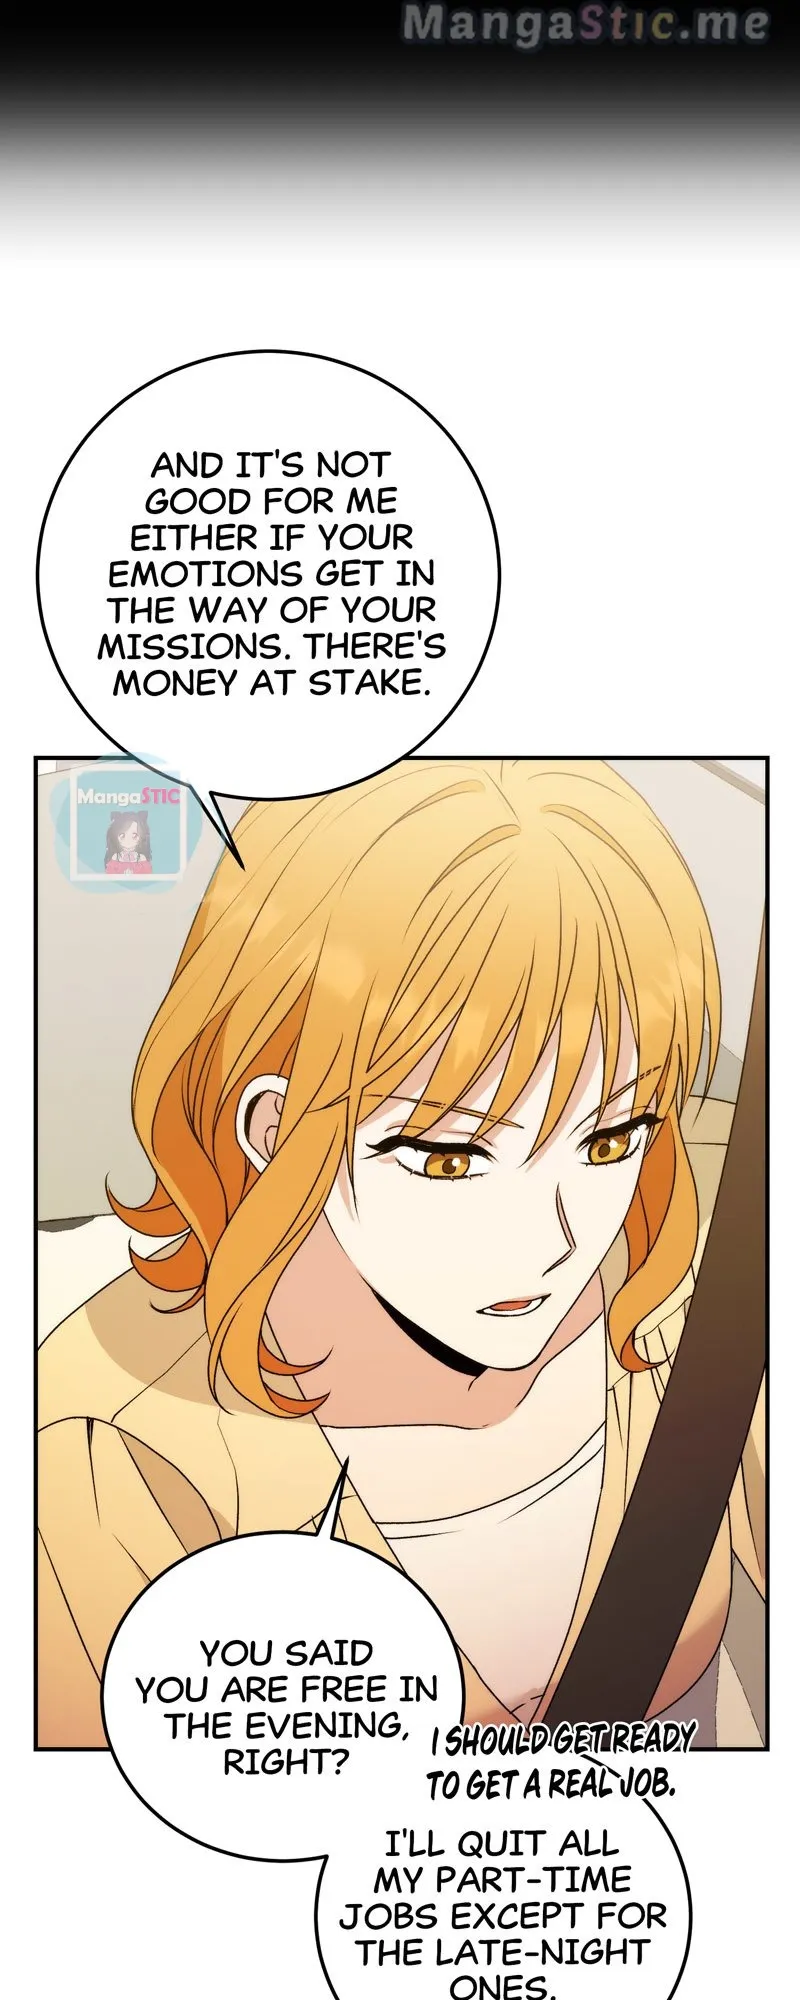 MangaStic.me
AND IT'S NOT
GOOD FOR ME
EITHER IF YOUR
EMOTIONS GET IN
THE WAY OF YOUR
MISSIONS. THERE'S
MONEY AT STAKE.
MangaSTIC
YOU SAID
YOU ARE FREE IN
THE EVENING,
RIGHT?
I SHOULD GET READY
TO GET A REAL JOB.
I'LL QUIT ALL
MY PART-TIME
JOBS EXCEPT FOR
THE LATE-NIGHT
ONES.